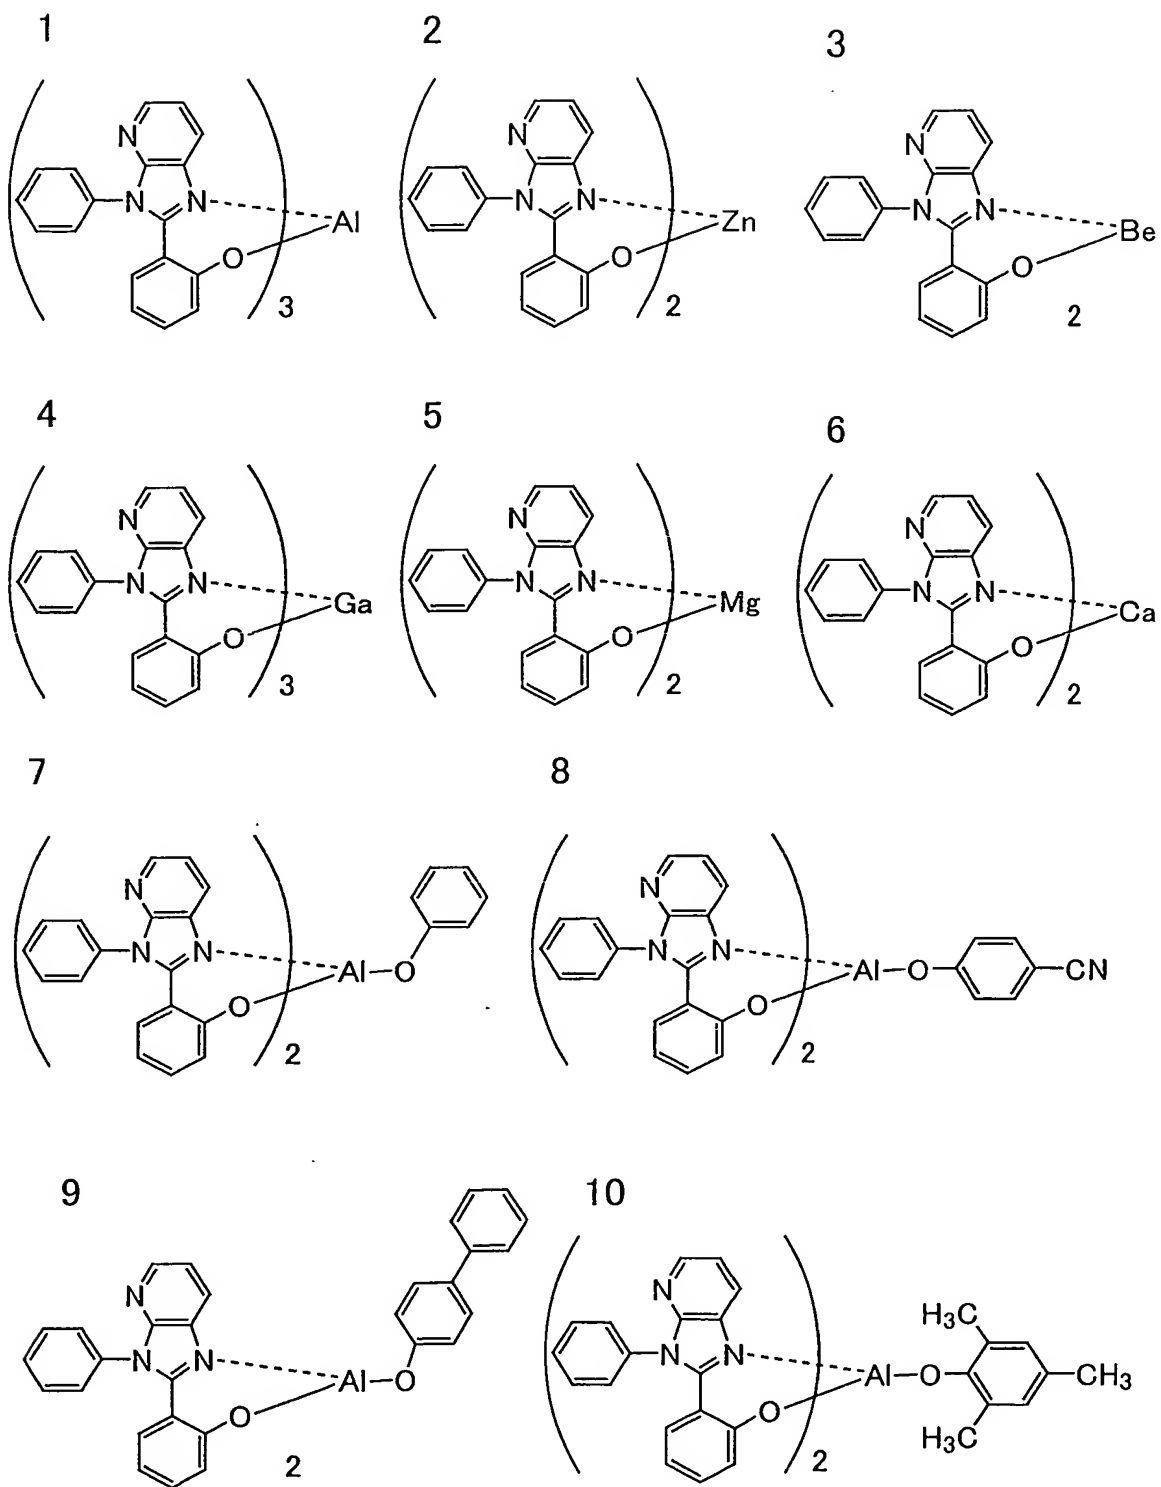 1 2 3
N N N
N N N N N N
Al Zn Be
O O O
3 2 2
4 5 6
N N N
N N N N N N
Ga Mg Ca
O O O
3 2 2
7 8
N N
N N N N
Al O Al O CN
O O
2 2
9 10
N N
N N H3C N N
Al O Al O CH3
O O
H3C
2 2